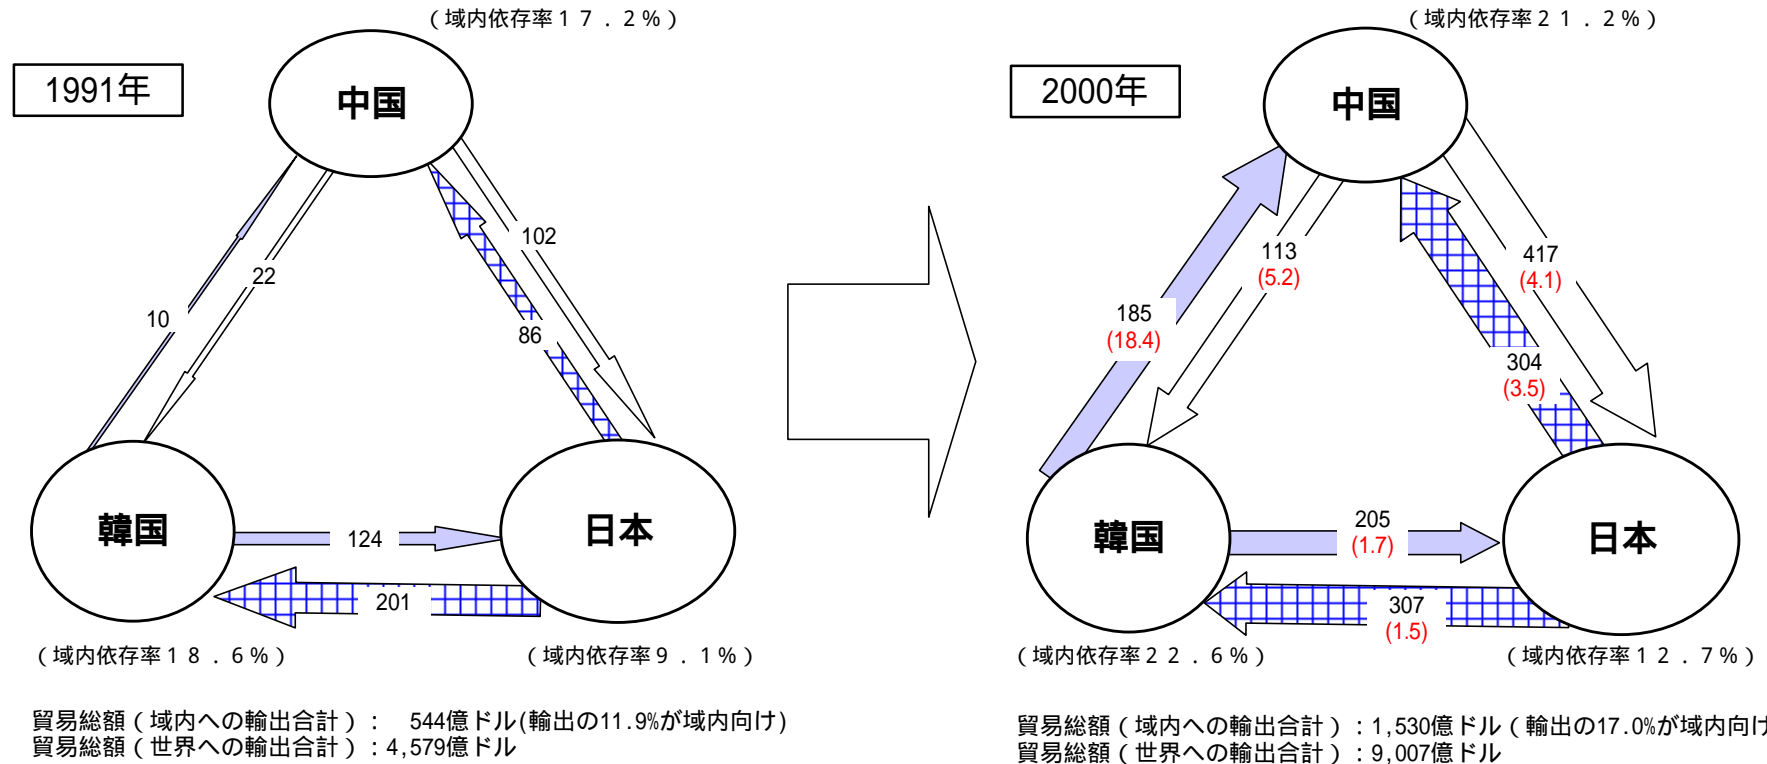 (域内依存率17.2%)
1991年
中国
102
22
10
86
韓国
124
日本
201
(域内依存率18.6%)
(域内依存率9.1%)
貿易総額(域内への輸出合計): 544億ドル(輸出の11.9%が域内向け)
貿易総額(世界への輸出合計):4,579億ドル
(域内依存率21.2%)
2000年
中国
113
(5.2)
417
(4.1)
185
(18.4)
304
(3.5)
韓国
205
(1.7)
日本
307
(1.5)
(域内依存率22.6%)
(域内依存率12.7%)
貿易総額(域内への輸出合計):1,530億ドル(輸出の17.0%が域内向け
貿易総額(世界への輸出合計):9,007億ドル